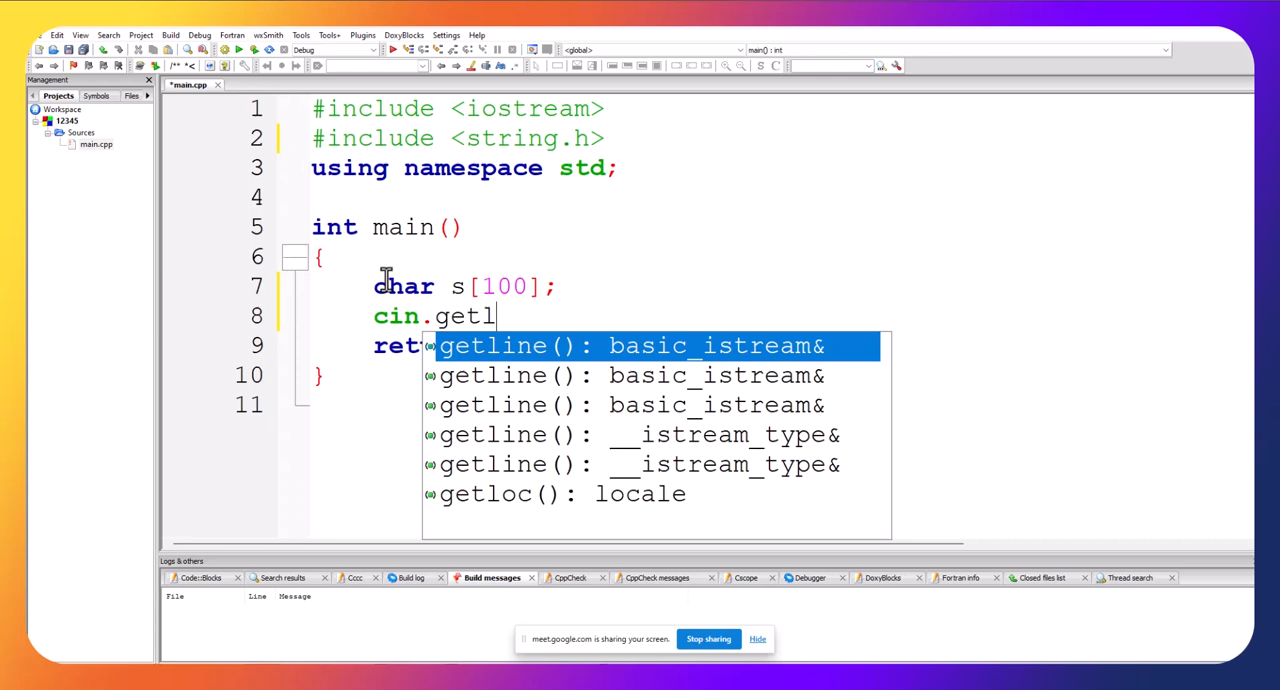 Edit View Search Project Build Debug Fortran wxSmith Tools Tools+ Plugins DoxyBlocks Settings Help
Debug <global> main() : int
/** *< S C
Management
*main.cpp
Projects Symbols Files
Workspace
12345
Sources
main.cpp
1 #include <iostream>
2 #include <string.h>
3 using namespace std;
4
5 int main()
6 {
7 char s[100];
8 cin.getl
9 ret
10 }
11
getline(): basic_istream&
getline(): basic_istream&
getline(): basic_istream&
getline(): __istream_type&
getline(): __istream_type&
getloc(): locale
Logs & others
Code::Blocks Search results Cccc Build log Build messages CppCheck CppCheck messages Cscope Debugger DoxyBlocks Fortran info Closed files list Thread search
File Line Message
meet.google.com is sharing your screen. Stop sharing Hide